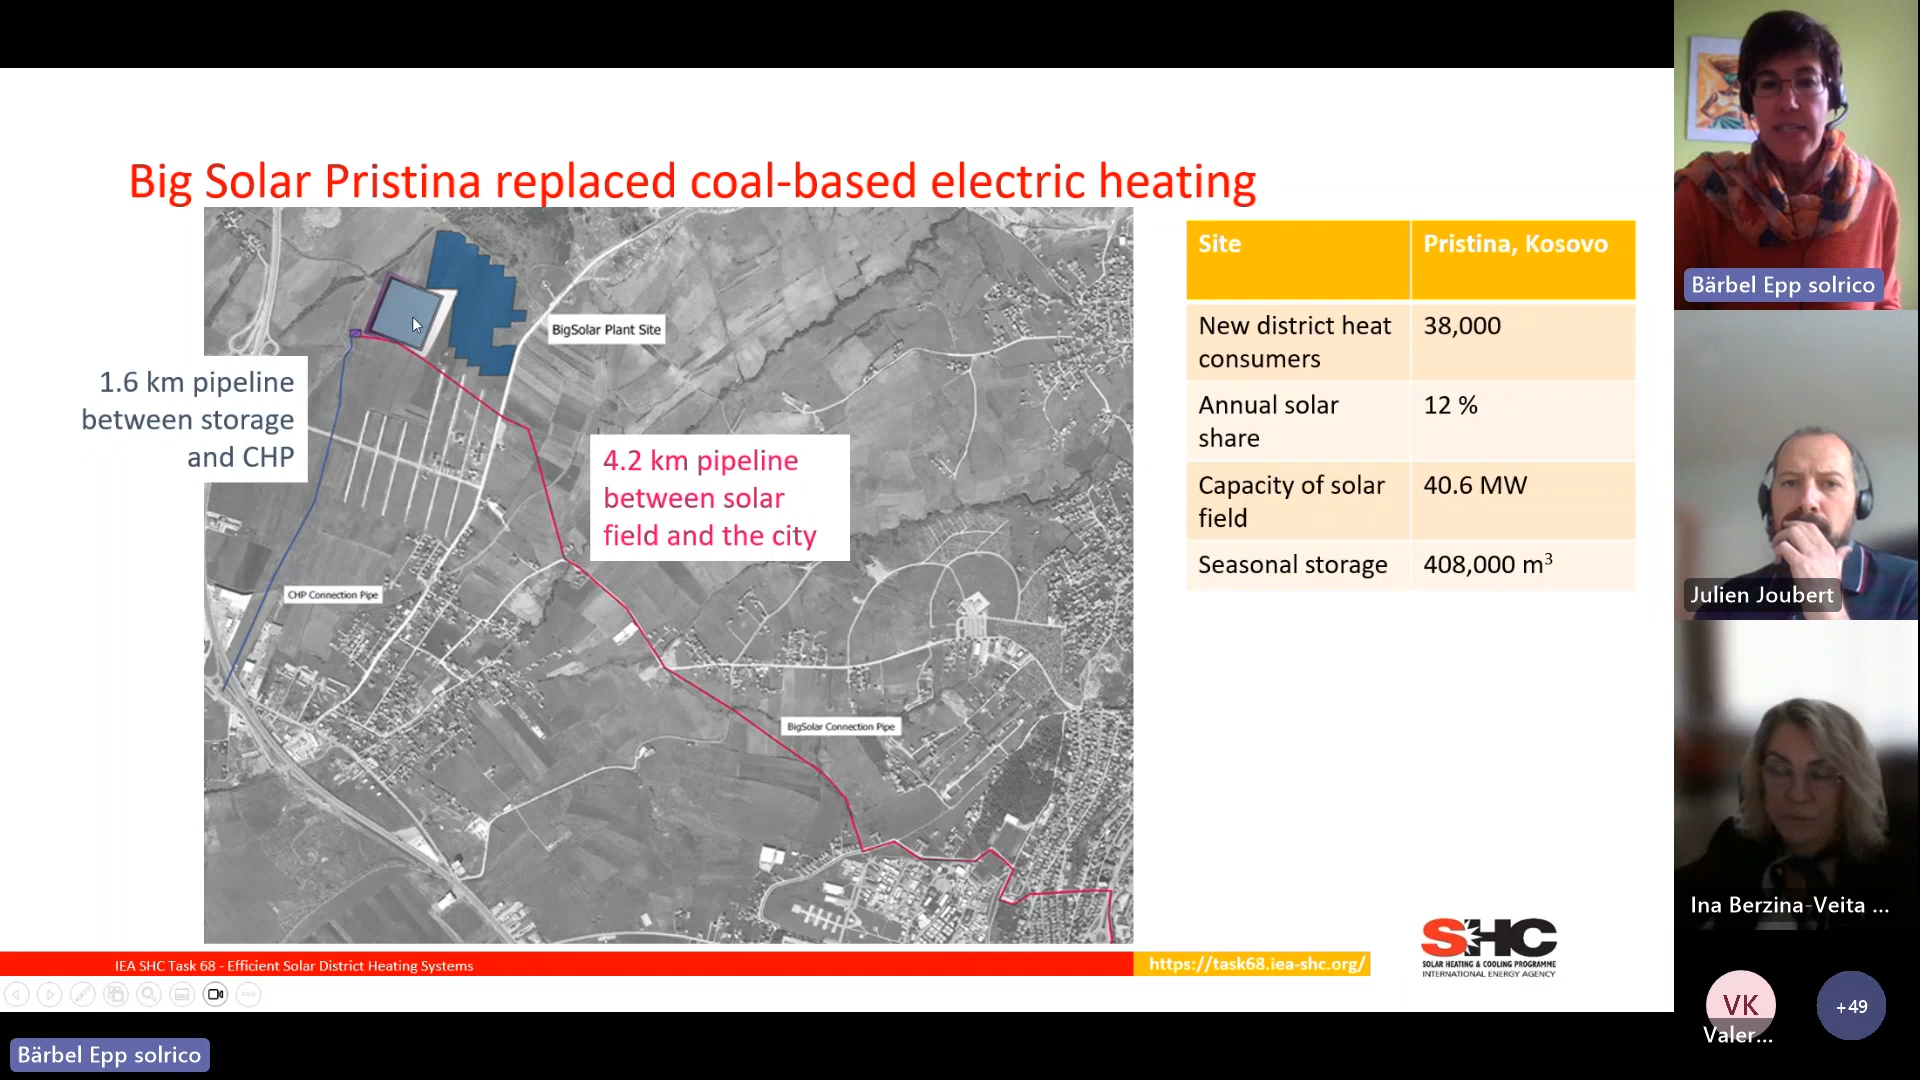 Big Solar Pristina replaced coal-based electric heating
BigSolar Plant Site
1.6 km pipeline
between storage
and CHP
4.2 km pipeline
between solar
field and the city
CHP Connection Pipe
BigSolar Connection Pipe
Site
Pristina, Kosovo
New district heat
consumers
38,000
Annual solar
share
12 %
Capacity of solar
field
40.6 MW
Seasonal storage
408,000 m³
IEA SHC Task 68 - Efficient Solar District Heating Systems
https://task68.iea-shc.org/
SHC
SOLAR HEATING & COOLING PROGRAMME
INTERNATIONAL ENERGY AGENCY
Bärbel Epp solrico
Bärbel Epp solrico
Julien Joubert
Ina Berzina-Veita ...
VK
Valer...
+49